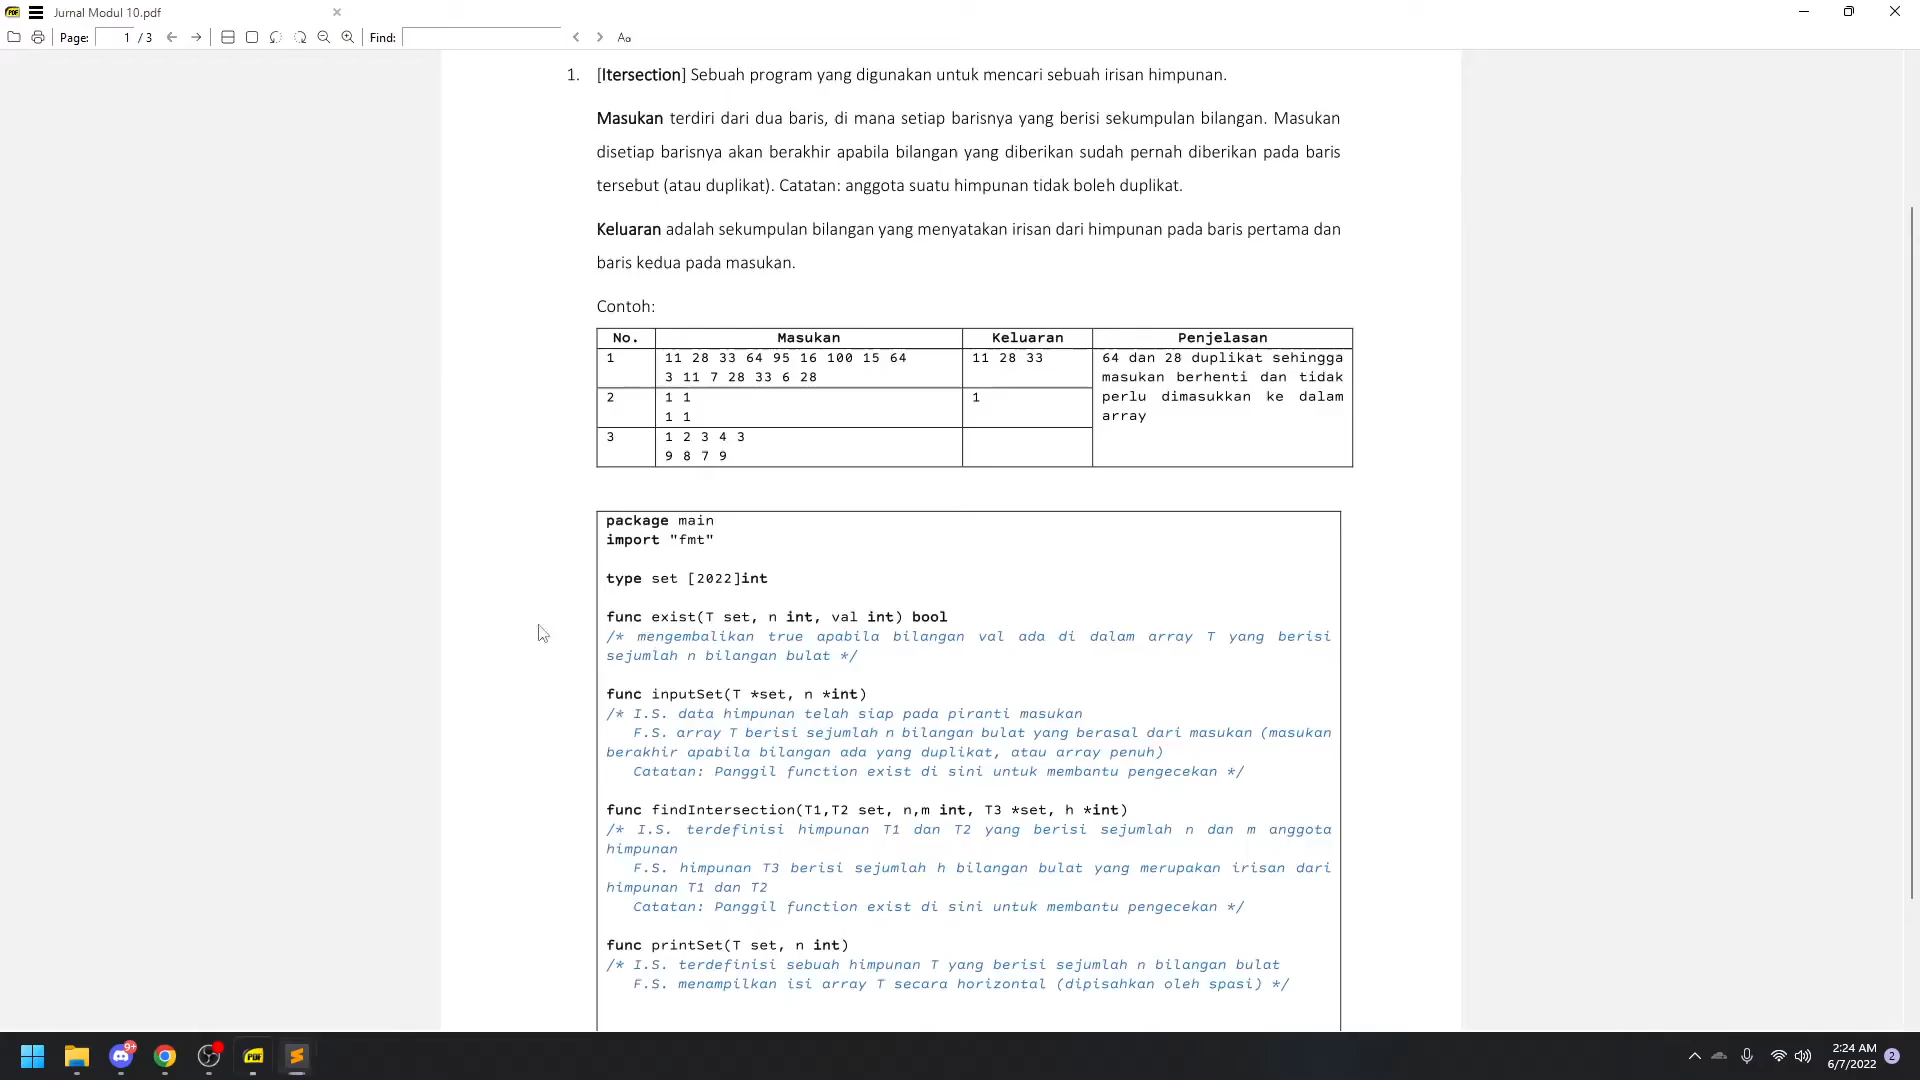 PDF Jurnal Modul 10.pdf
Page: 1 / 3 Find: Aa
1. [Itersection] Sebuah program yang digunakan untuk mencari sebuah irisan himpunan.
Masukan terdiri dari dua baris, di mana setiap barisnya yang berisi sekumpulan bilangan. Masukan
disetiap barisnya akan berakhir apabila bilangan yang diberikan sudah pernah diberikan pada baris
tersebut (atau duplikat). Catatan: anggota suatu himpunan tidak boleh duplikat.
Keluaran adalah sekumpulan bilangan yang menyatakan irisan dari himpunan pada baris pertama dan
baris kedua pada masukan.
Contoh:
No. Masukan Keluaran Penjelasan
1 11 28 33 64 95 16 100 15 64 11 28 33 64 dan 28 duplikat sehingga
3 11 7 28 33 6 28 masukan berhenti dan tidak
2 1 1 1 perlu dimasukkan ke dalam
1 1 array
3 1 2 3 4 3
9 8 7 9
package main
import "fmt"
type set [2022]int
func exist(T set, n int, val int) bool
/* mengembalikan true apabila bilangan val ada di dalam array T yang berisi
sejumlah n bilangan bulat */
func inputSet(T *set, n *int)
/* I.S. data himpunan telah siap pada piranti masukan
F.S. array T berisi sejumlah n bilangan bulat yang berasal dari masukan (masukan
berakhir apabila bilangan ada yang duplikat, atau array penuh)
Catatan: Panggil function exist di sini untuk membantu pengecekan */
func findIntersection(T1,T2 set, n,m int, T3 *set, h *int)
/* I.S. terdefinisi himpunan T1 dan T2 yang berisi sejumlah n dan m anggota
himpunan
F.S. himpunan T3 berisi sejumlah h bilangan bulat yang merupakan irisan dari
himpunan T1 dan T2
Catatan: Panggil function exist di sini untuk membantu pengecekan */
func printSet(T set, n int)
/* I.S. terdefinisi sebuah himpunan T yang berisi sejumlah n bilangan bulat
F.S. menampilkan isi array T secara horizontal (dipisahkan oleh spasi) */
9+ PDF 2:24 AM
6/7/2022 2